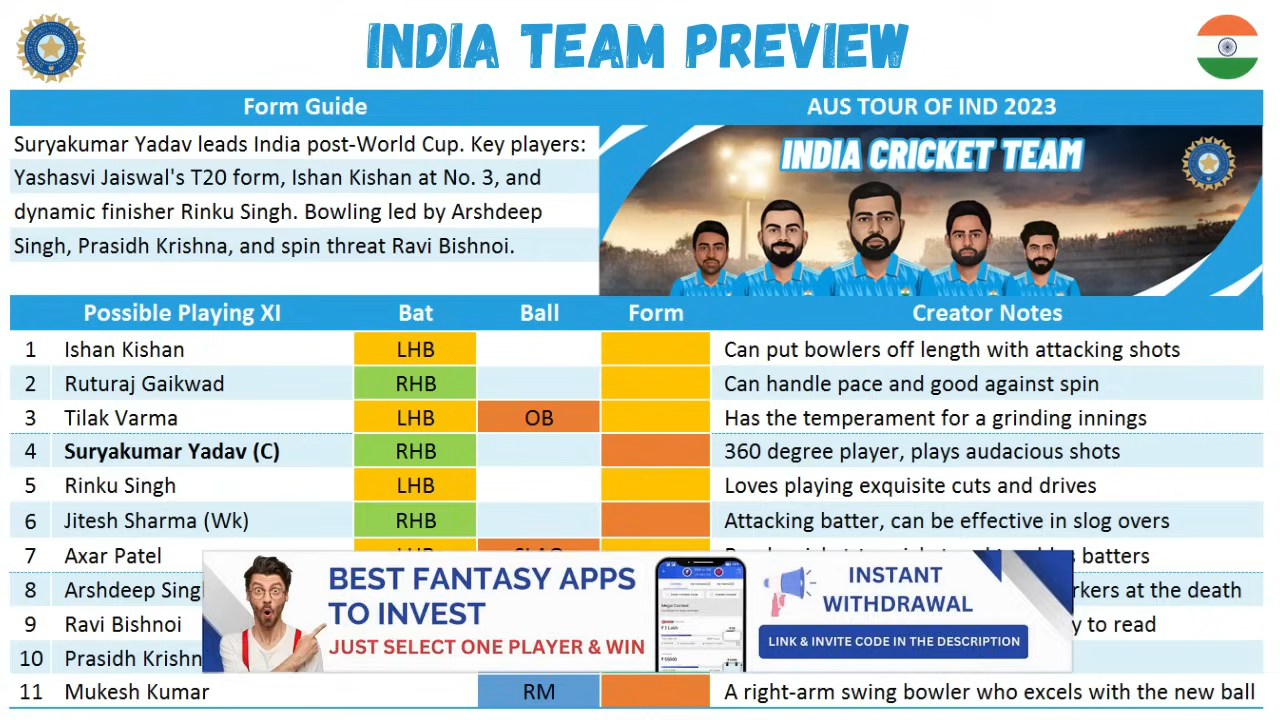 INDIA TEAM PREVIEW
Form Guide
AUS TOUR OF IND 2023
Suryakumar Yadav leads India post-World Cup. Key players:
Yashasvi Jaiswal's T20 form, Ishan Kishan at No. 3, and
dynamic finisher Rinku Singh. Bowling led by Arshdeep
Singh, Prasidh Krishna, and spin threat Ravi Bishnoi.
INDIA CRICKET TEAM
Possible Playing XI Bat Ball Form Creator Notes
1 Ishan Kishan LHB Can put bowlers off length with attacking shots
2 Ruturaj Gaikwad RHB Can handle pace and good against spin
3 Tilak Varma LHB OB Has the temperament for a grinding innings
4 Suryakumar Yadav (C) RHB 360 degree player, plays audacious shots
5 Rinku Singh LHB Loves playing exquisite cuts and drives
6 Jitesh Sharma (Wk) RHB Attacking batter, can be effective in slog overs
7 Axar Patel batters
8 Arshdeep at the death
9 Ravi Bishnoi to read
10 Prasidh
11 Mukesh Kumar RM A right-arm swing bowler who excels with the new ball
BEST FANTASY APPS
TO INVEST
JUST SELECT ONE PLAYER & WIN
INSTANT
WITHDRAWAL
LINK & INVITE CODE IN THE DESCRIPTION